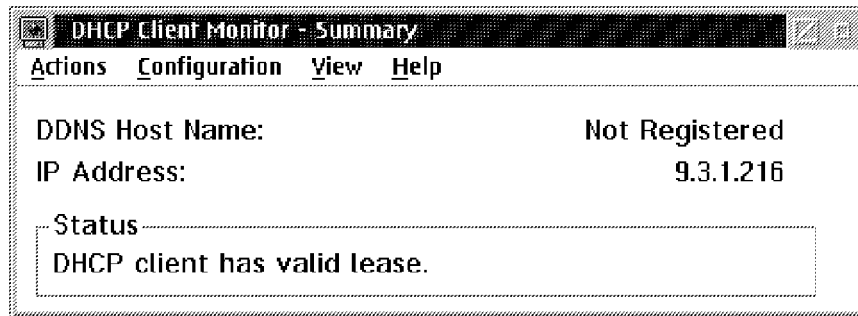 DHCP Client Monitor - Summary
Actions Configuration View Help
DDNS Host Name: Not Registered
IP Address: 9.3.1.216
Status
DHCP client has valid lease.